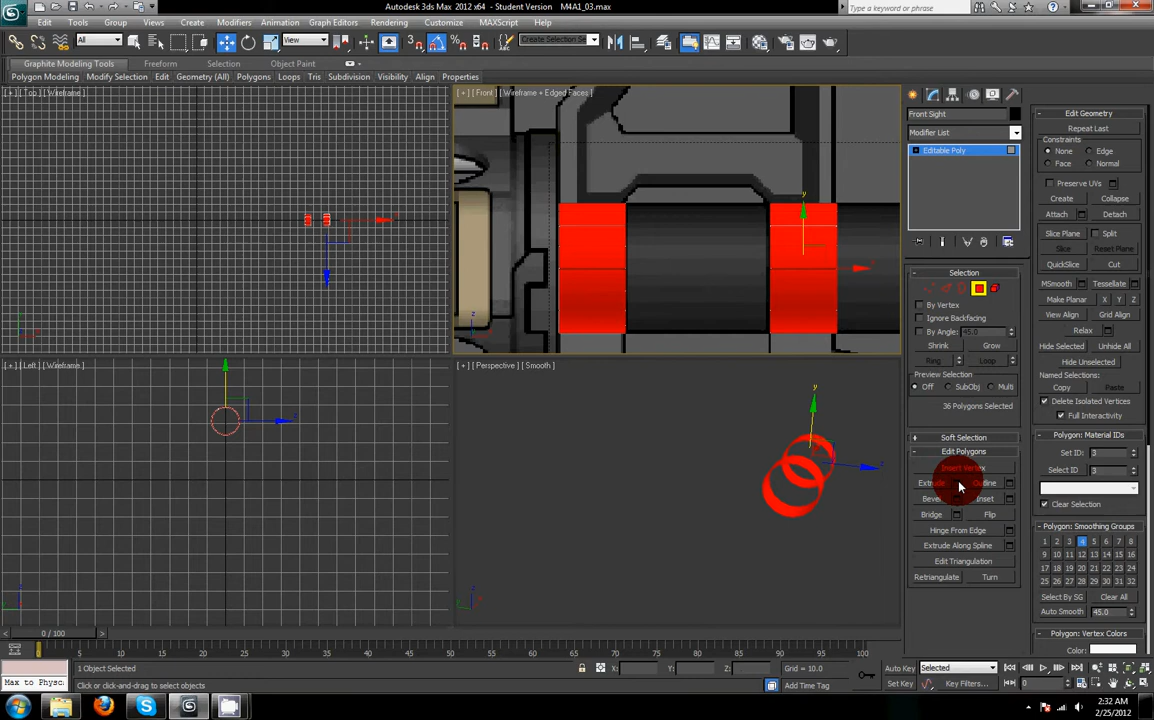 Autodesk 3ds Max 2012 x64 - Student Version M4A1_03.max
Type a keyword or phrase
Edit Tools Group Views Create Modifiers Animation Graph Editors Rendering Customize MAXScript Help
All View Create Selection Se
Graphite Modeling Tools Freeform Selection Object Paint
Polygon Modeling Modify Selection Edit Geometry (All) Polygons Loops Tris Subdivision Visibility Align Properties
[ + ] [ Top ] [ Wireframe ]
[ + ] [ Front ] [ Wireframe + Edged Faces ]
[ + ] [ Left ] [ Wireframe ]
[ + ] [ Perspective ] [ Smooth ]
Front Sight
Modifier List
Editable Poly
Selection
By Vertex
Ignore Backfacing
By Angle: 45.0
Shrink Grow
Ring Loop
Preview Selection
Off SubObj Multi
36 Polygons Selected
Soft Selection
Edit Polygons
Insert Vertex
Extrude Outline
Bevel Inset
Bridge Flip
Hinge From Edge
Extrude Along Spline
Edit Triangulation
Retriangulate Turn
Edit Geometry
Repeat Last
Constraints
None Edge
Face Normal
Preserve UVs
Create Collapse
Attach Detach
Slice Plane Split
Slice Reset Plane
QuickSlice Cut
MSmooth Tessellate
Make Planar X Y Z
View Align Grid Align
Relax
Hide Selected Unhide All
Hide Unselected
Named Selections:
Copy Paste
Delete Isolated Vertices
Full Interactivity
Polygon: Material IDs
Set ID: 3
Select ID 3
Clear Selection
Polygon: Smoothing Groups
1 2 3 4 5 6 7 8
9 10 11 12 13 14 15 16
17 18 19 20 21 22 23 24
25 26 27 28 29 30 31 32
Select By SG Clear All
Auto Smooth 45.0
Polygon: Vertex Colors
Color:
0 / 100
0 5 10 15 20 25 30 35 40 45 50 55 60 65 70 75 80 85 90 95 100
1 Object Selected X: Y: Z: Grid = 10.0 Auto Key Selected
Max to Physc. Click or click-and-drag to select objects Add Time Tag Set Key Key Filters... 0
2:32 AM
2/25/2012